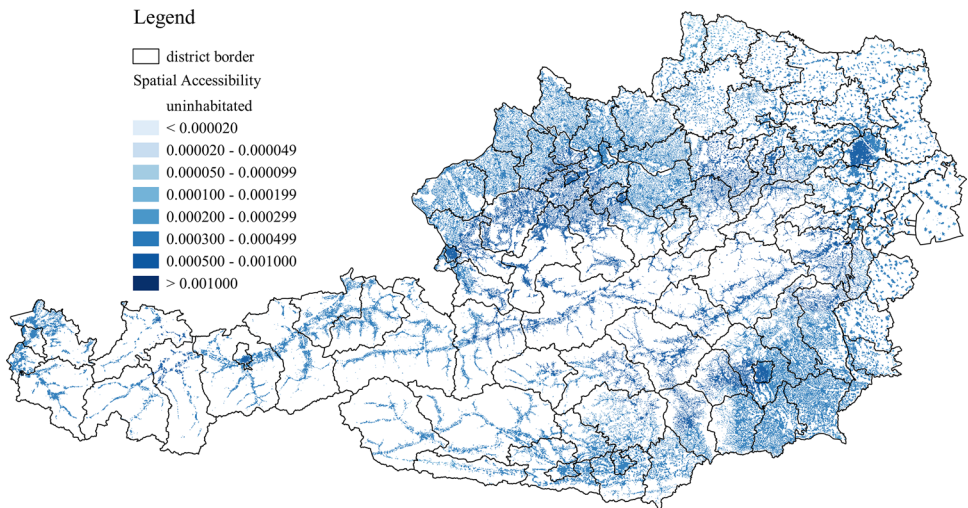 Legend
district border
Spatial Accessibility
uninhabitated
< 0.000020
0.000020 - 0.000049
0.000050 - 0.000099
0.000100 - 0.000199
0.000200 - 0.000299
0.000300 - 0.000499
0.000500 - 0.001000
> 0.001000